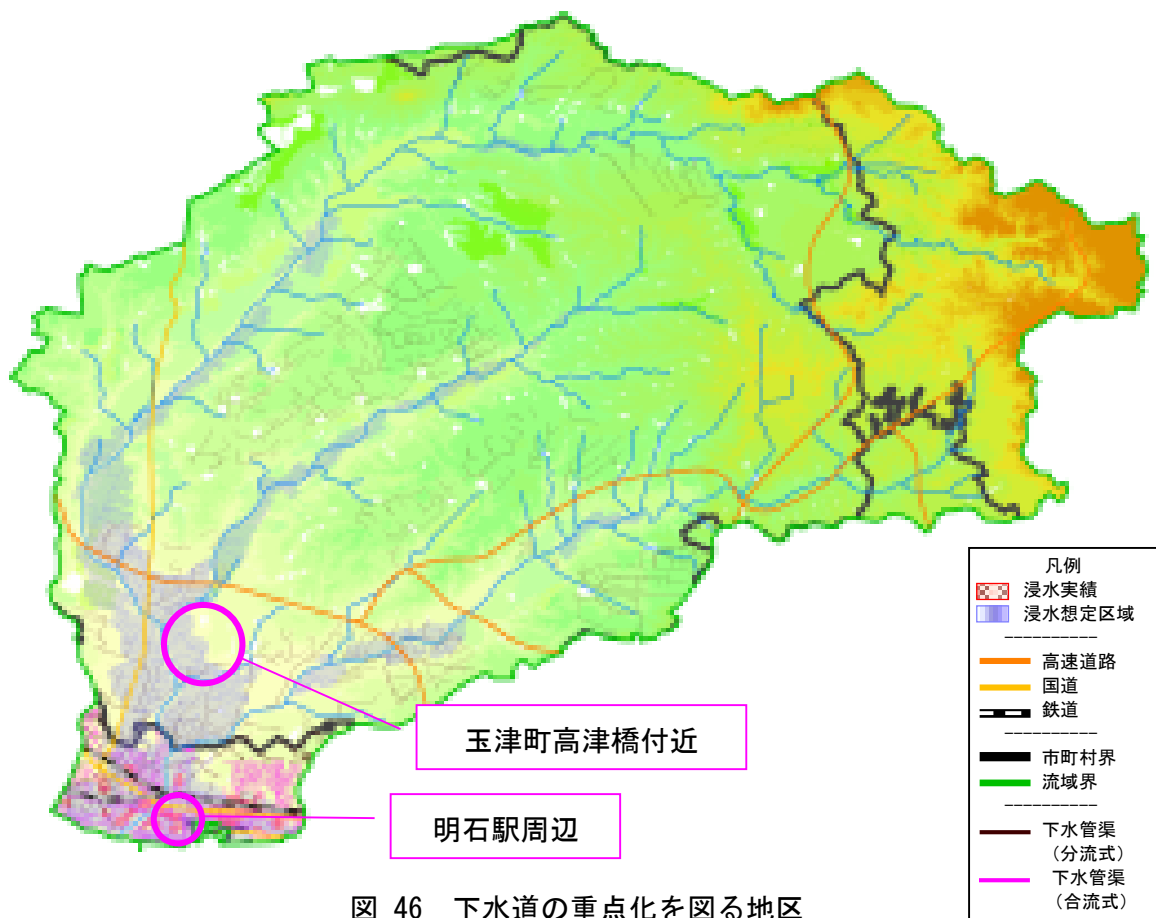 玉津町高津橋付近
明石駅周辺
凡例
浸水実績
浸水想定区域
----------
高速道路
国道
鉄道
----------
市町村界
流域界
----------
下水管渠
（分流式）
下水管渠
（合流式）
図 46 下水道の重点化を図る地区